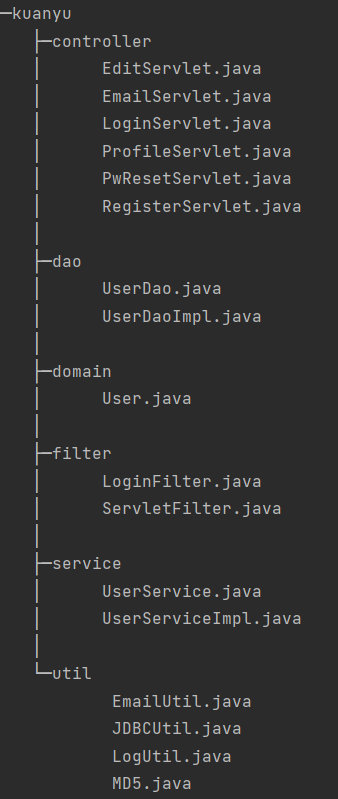 ─kuanyu
├─controller
│      EditServlet.java
│      EmailServlet.java
│      LoginServlet.java
│      ProfileServlet.java
│      PwResetServlet.java
│      RegisterServlet.java
│
├─dao
│      UserDao.java
│      UserDaoImpl.java
│
├─domain
│      User.java
│
├─filter
│      LoginFilter.java
│      ServletFilter.java
│
├─service
│      UserService.java
│      UserServiceImpl.java
│
└─util
       EmailUtil.java
       JDBCUtil.java
       LogUtil.java
       MD5.java